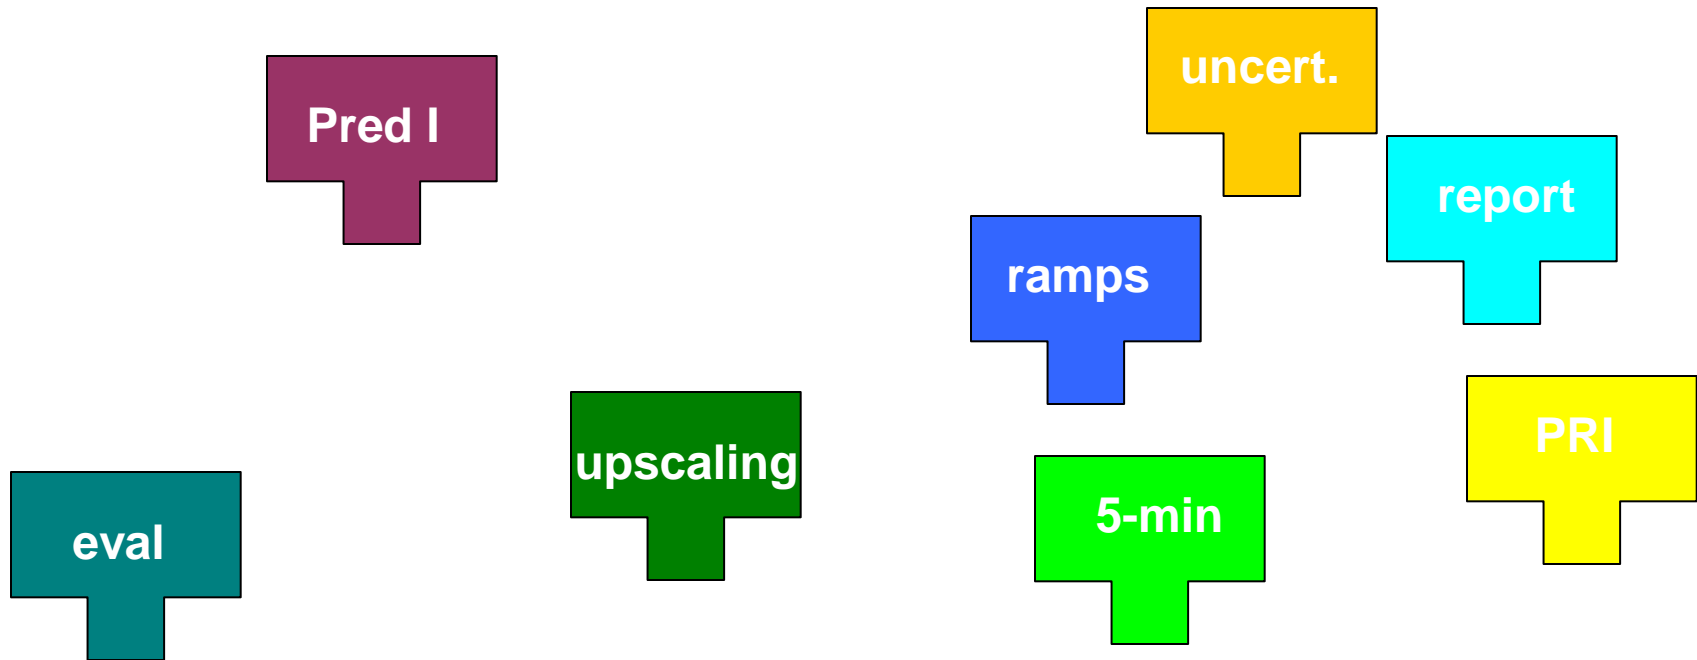 uncert.
Pred I
report
ramps
PRI
upscaling
5-min
eval